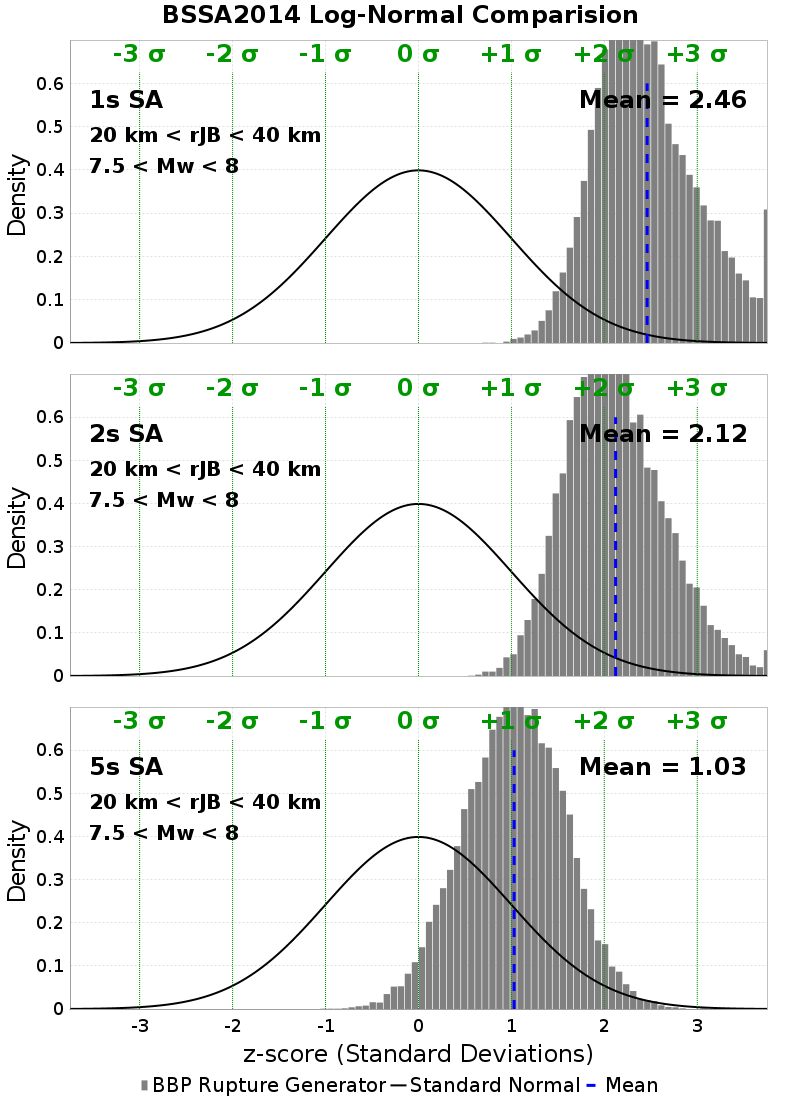 BSSA2014 Log-Normal Comparision
-3 σ -2 σ -1 σ 0 σ +1 σ +2 σ +3 σ
1s SA Mean = 2.46
20 km < rJB < 40 km
7.5 < Mw < 8
Density
0.6
0.5
0.4
0.3
0.2
0.1
0
-3 σ -2 σ -1 σ 0 σ +1 σ +2 σ +3 σ
2s SA Mean = 2.12
20 km < rJB < 40 km
7.5 < Mw < 8
Density
0.6
0.5
0.4
0.3
0.2
0.1
0
-3 σ -2 σ -1 σ 0 σ +1 σ +2 σ +3 σ
5s SA Mean = 1.03
20 km < rJB < 40 km
7.5 < Mw < 8
Density
0.6
0.5
0.4
0.3
0.2
0.1
0
-3 -2 -1 0 1 2 3
z-score (Standard Deviations)
BBP Rupture Generator Standard Normal Mean